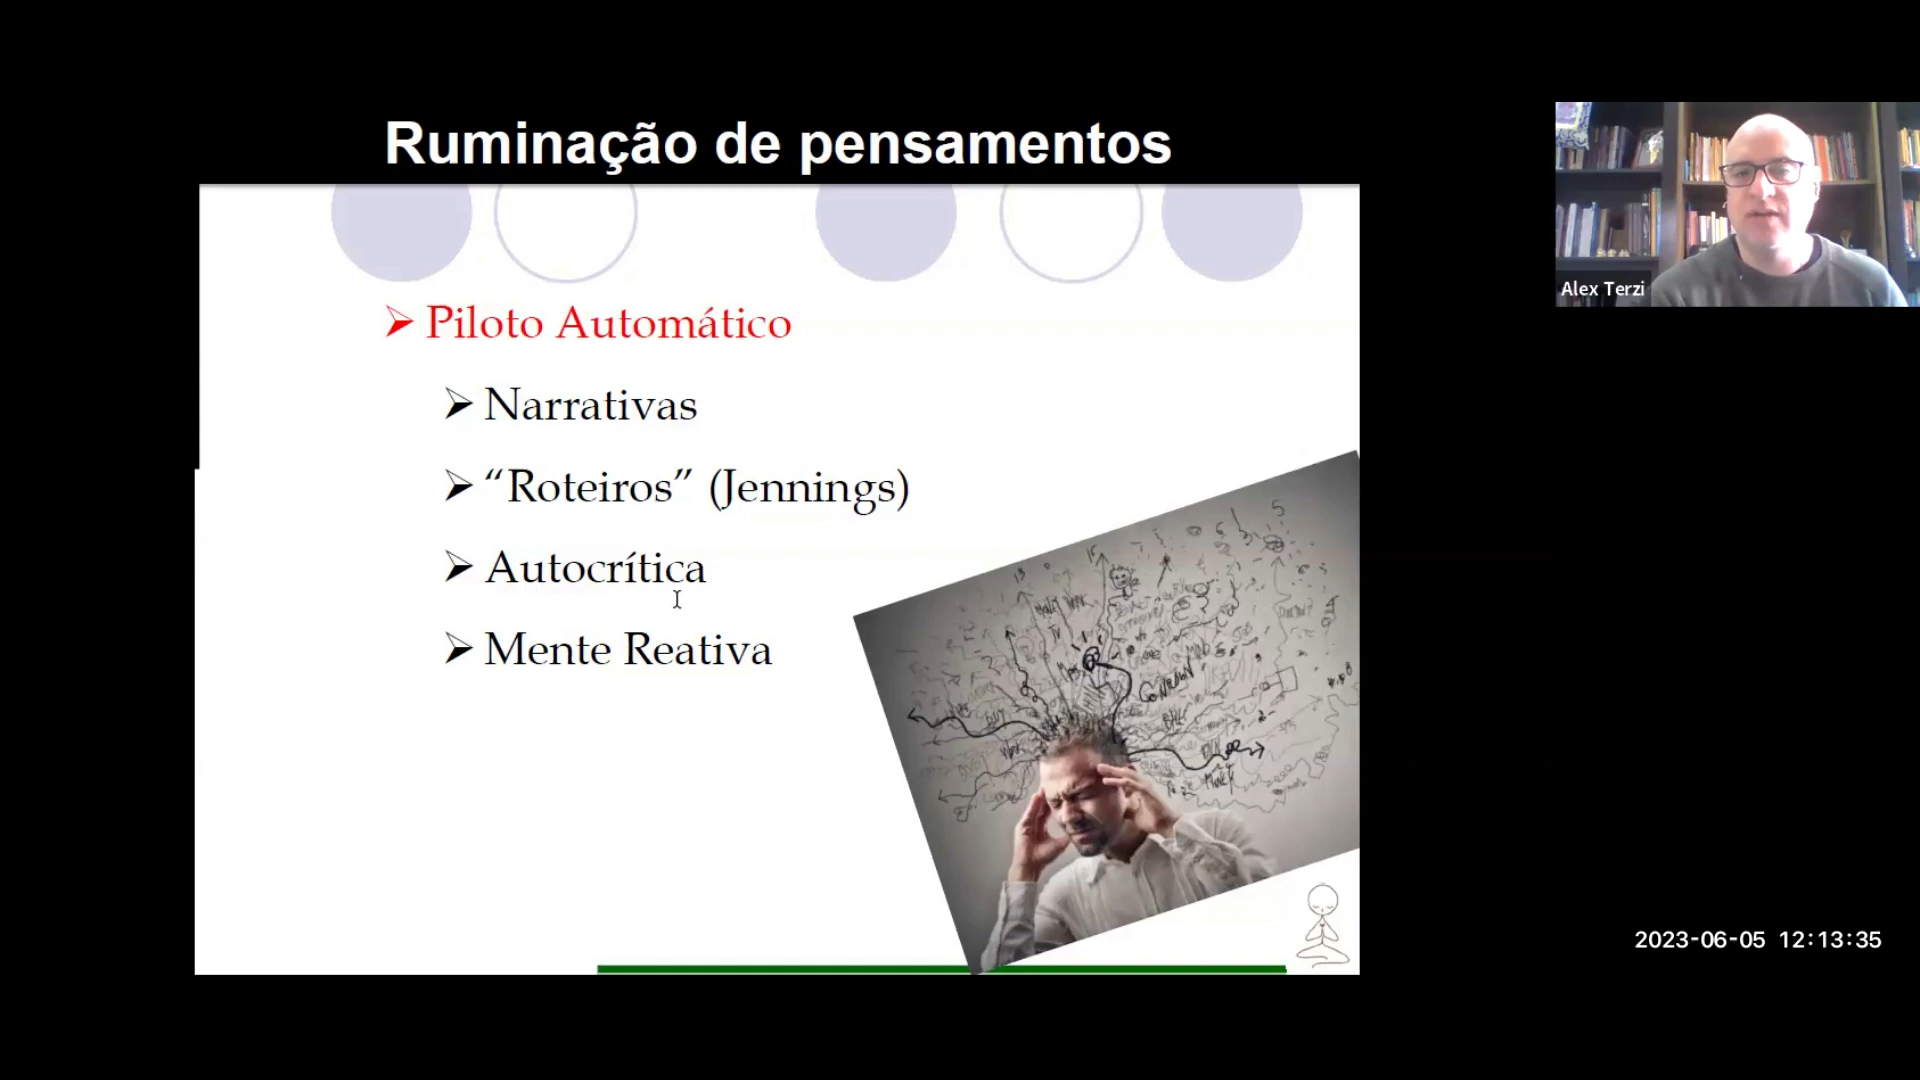 Ruminação de pensamentos
Piloto Automático
Narrativas
“Roteiros” (Jennings)
Autocrítica
Mente Reativa
Alex Terzi
2023-06-05 12:13:35